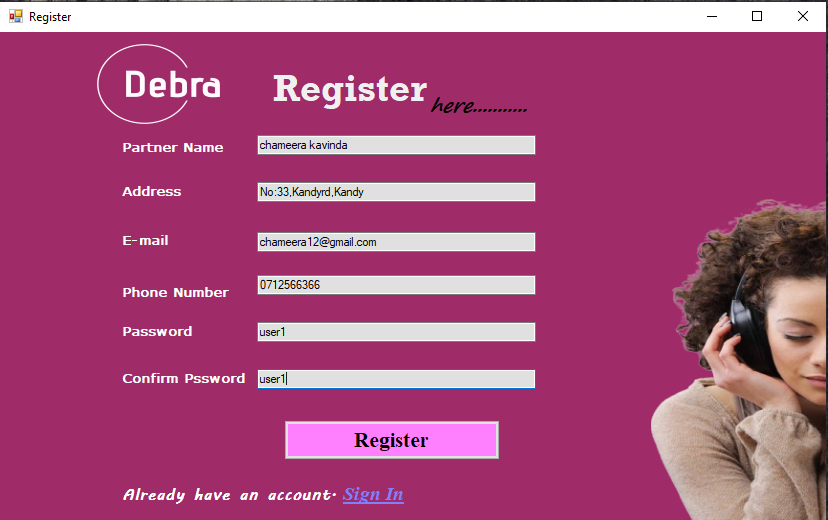 Register
Debra
Register
here...........
Partner Name chameera kavinda
Address No:33,Kandyrd,Kandy
E-mail chameera12@gmail.com
Phone Number 0712566366
Password user1
Confirm Pssword user1
Register
Already have an account. Sign In